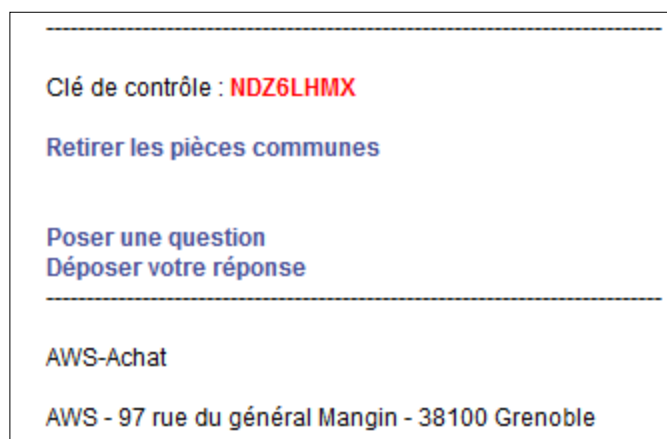 Clé de contrôle : NDZ6LHMX
Retirer les pièces communes
Poser une question
Déposer votre réponse
AWS-Achat
AWS - 97 rue du général Mangin - 38100 Grenoble